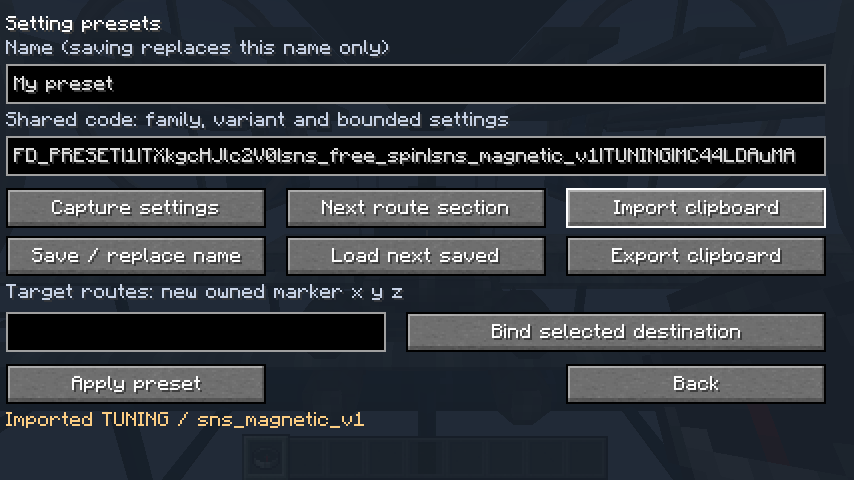 Setting presets
Name (saving replaces this name only)
My preset
Shared code: family, variant and bounded settings
FD_PRESET|1|TXkgcHJlc2V0|sns_free_spin|sns_magnetic_v1|TUNING|MC44LDAuMA
Capture settings
Next route section
Import clipboard
Save / replace name
Load next saved
Export clipboard
Target routes: new owned marker x y z
Bind selected destination
Apply preset
Back
Imported TUNING / sns_magnetic_v1